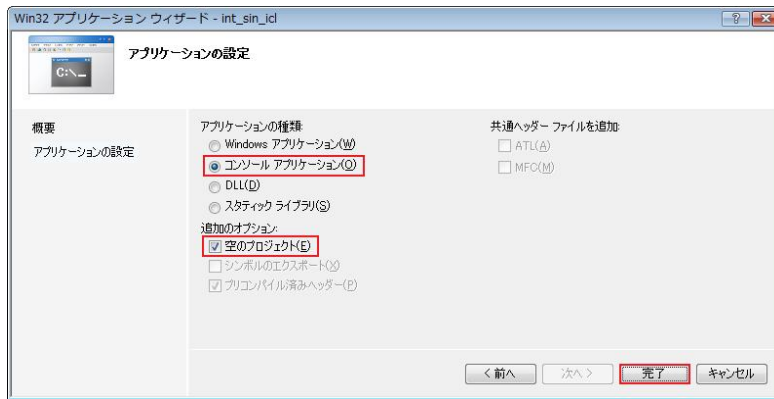 Win32 アプリケーション ウィザード - int_sin_icl
アプリケーションの設定
C:\_
概要
アプリケーションの設定
アプリケーションの種類:
Windows アプリケーション(W)
コンソール アプリケーション(O)
DLL(D)
スタティック ライブラリ(S)
追加のオプション:
空のプロジェクト(E)
シンボルのエクスポート(X)
プリコンパイル済みヘッダー(P)
共通ヘッダー ファイルを追加:
ATL(A)
MFC(M)
< 前へ
次へ >
完了
キャンセル